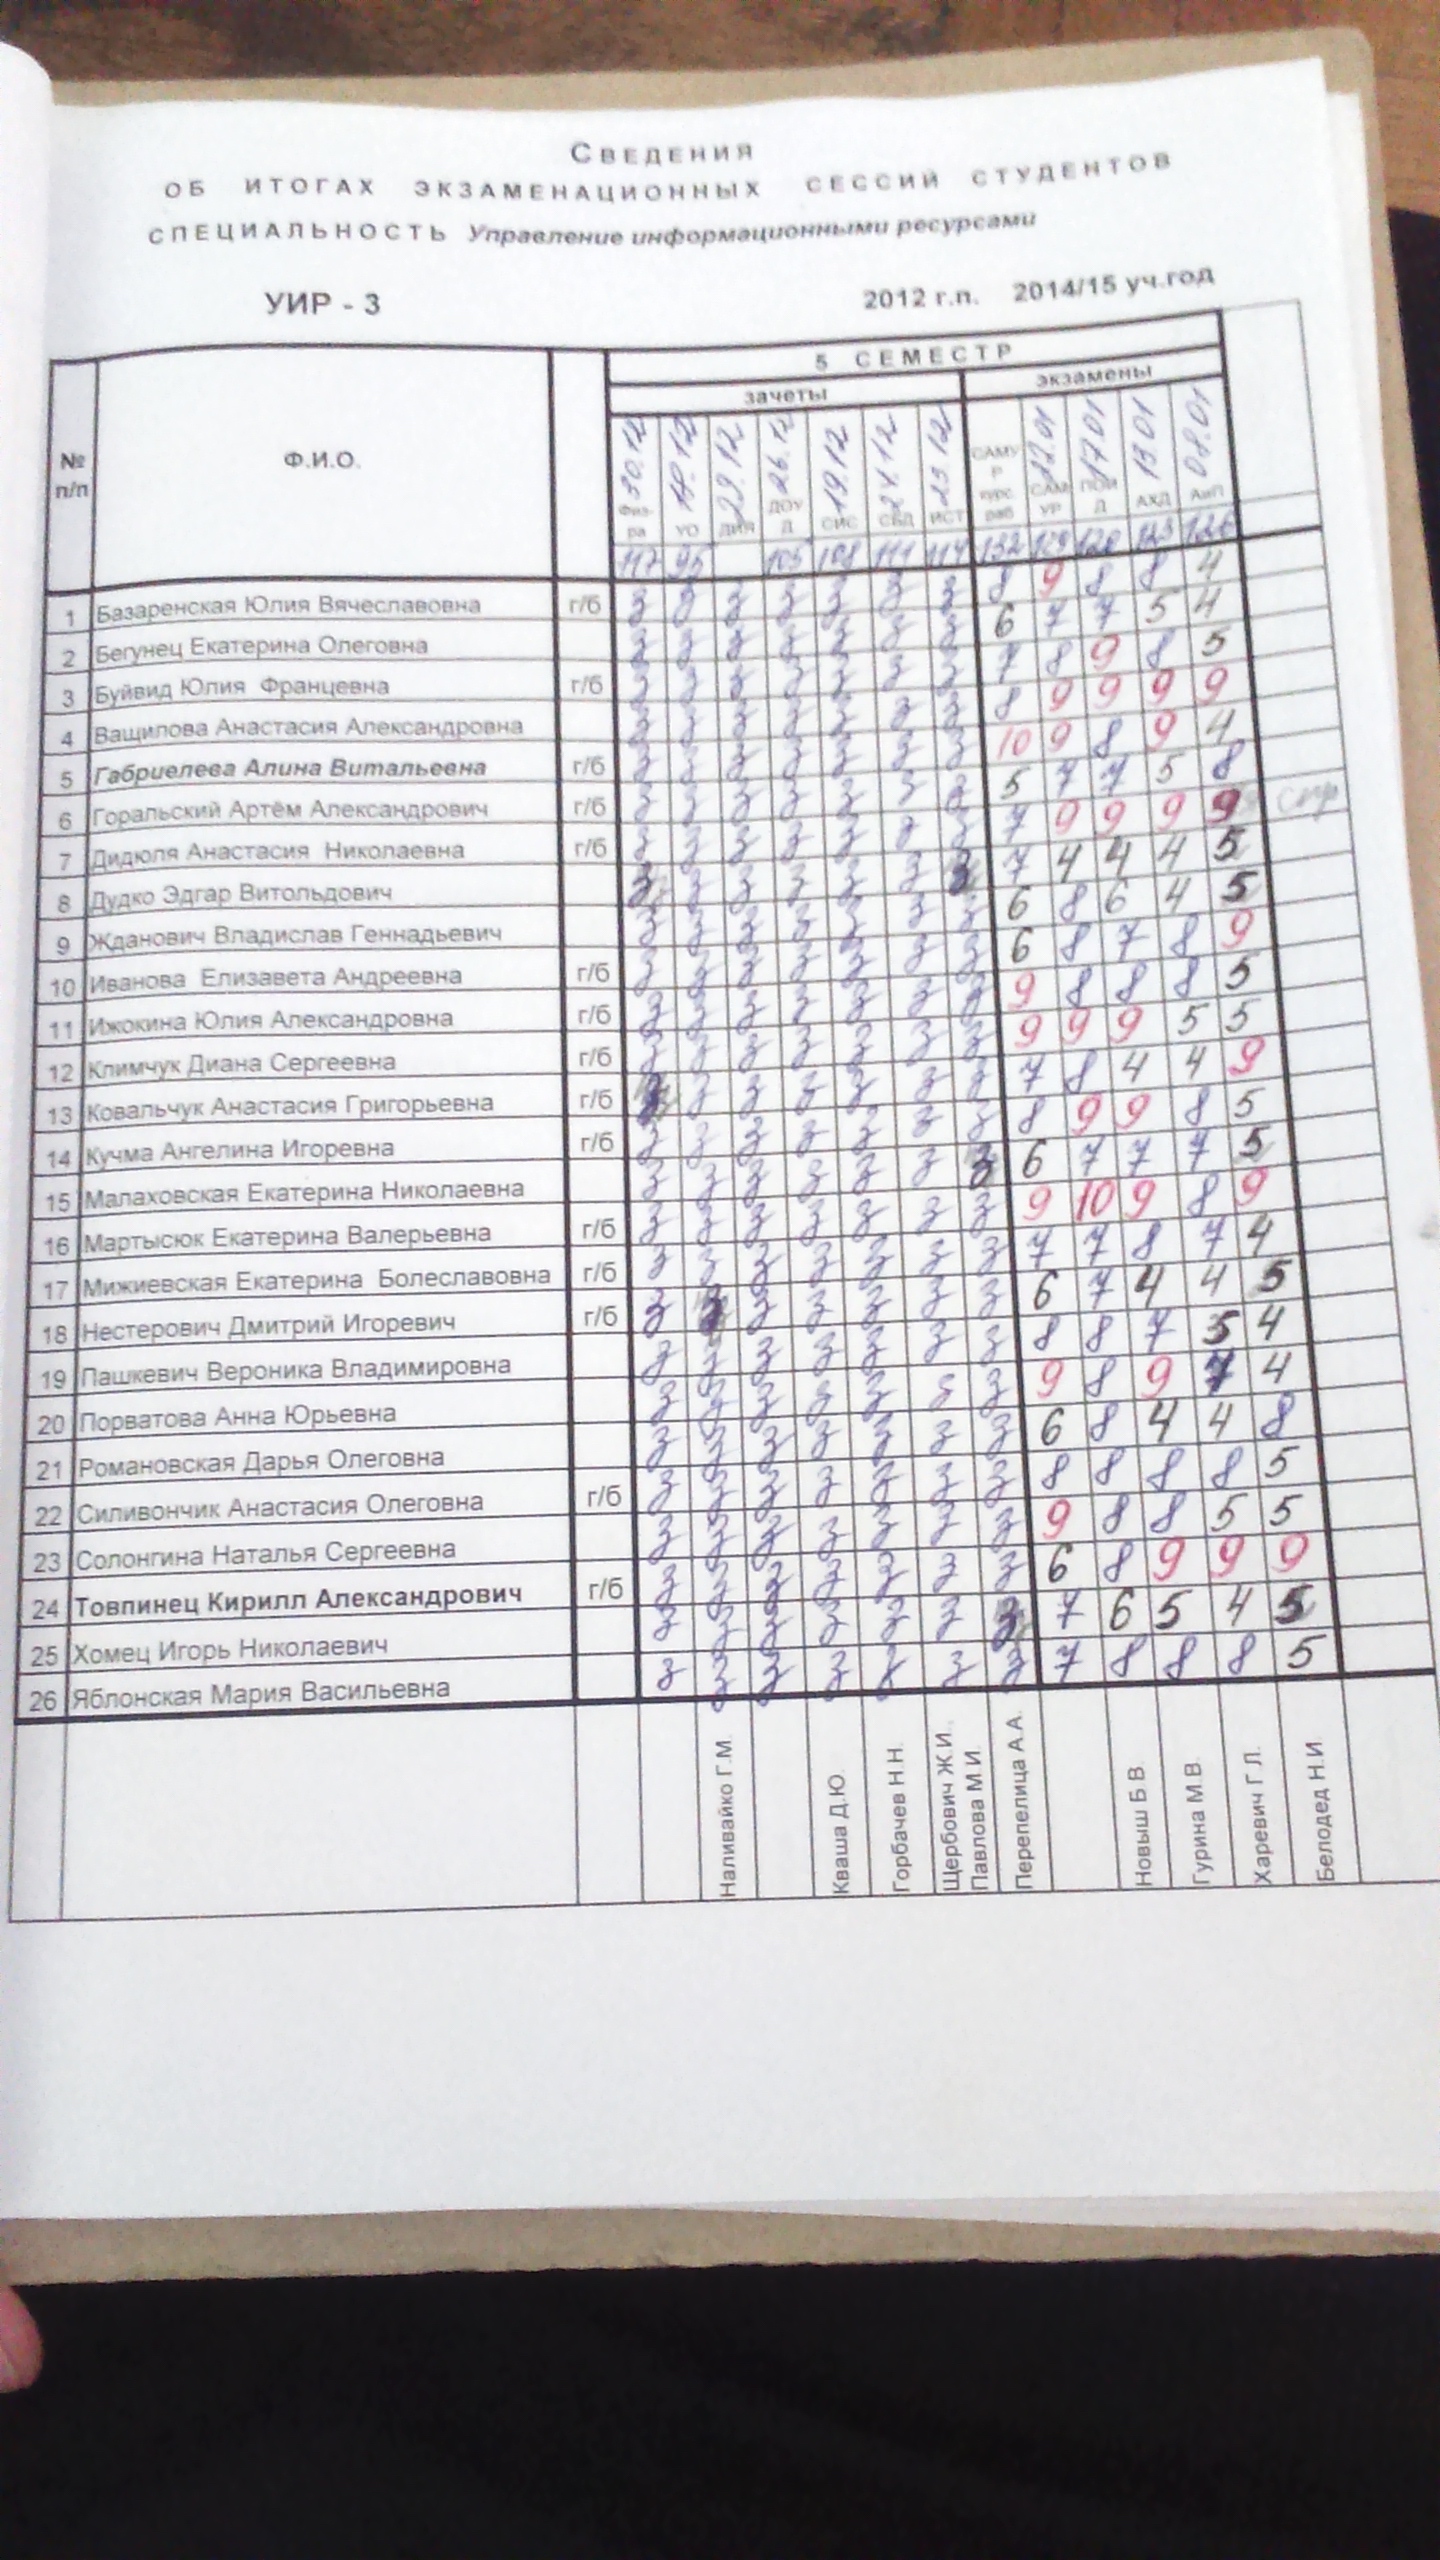 СВЕДЕНИЯ
ОБ ИТОГАХ ЭКЗАМЕНАЦИОННЫХ СЕССИЙ СТУДЕНТОВ
СПЕЦИАЛЬНОСТЬ Управление информационными ресурсами
УИР - 3 2012 г.п. 2014/15 уч.год
5 СЕМЕСТР
зачеты экзамены
№ п/п Ф.И.О.
30.12 29.12 26.12 19.12 24.12 23.12 17.01 13.01 08.01
Физ-ра УО ДИЯ ДОУД СИС СБД ИСТ САМУР курс. раб САМУР ПОИД АХД АиП
117 95 105 108 111 114 132 129 120 123 126
1 Базаренская Юлия Вячеславовна г/б з з з з з з з 8 9 8 8 4
2 Бегунец Екатерина Олеговна з з з з з з з 6 7 7 5 4
3 Буйвид Юлия Францевна г/б з з з з з з з 7 8 9 8 5
4 Ващилова Анастасия Александровна з з з з з з з 8 9 9 9 9
5 Габриелева Алина Витальевна г/б з з з з з з з 10 9 8 9 4
6 Горальский Артём Александрович г/б з з з з з з з 5 7 7 5 8
7 Дидюля Анастасия Николаевна г/б з з з з з з з 7 9 9 9 9
8 Дудко Эдгар Витольдович з з з з з з з 7 4 4 4 5
9 Жданович Владислав Геннадьевич з з з з з з з 6 8 6 4 5
10 Иванова Елизавета Андреевна г/б з з з з з з з 6 8 7 8 9
11 Ижокина Юлия Александровна г/б з з з з з з з 9 8 8 8 5
12 Климчук Диана Сергеевна г/б з з з з з з з 9 9 9 5 5
13 Ковальчук Анастасия Григорьевна г/б з з з з з з з 7 8 4 4 9
14 Кучма Ангелина Игоревна г/б з з з з з з з 8 9 9 8 5
15 Малаховская Екатерина Николаевна з з з з з з з 6 7 7 7 5
16 Мартысюк Екатерина Валерьевна г/б з з з з з з з 9 10 9 8 9
17 Мижиевская Екатерина Болеславовна г/б з з з з з з з 7 7 8 7 4
18 Нестерович Дмитрий Игоревич г/б з з з з з з з 6 7 4 4 5
19 Пашкевич Вероника Владимировна з з з з з з з 8 8 7 5 4
20 Порватова Анна Юрьевна з з з з з з з 9 8 9 7 4
21 Романовская Дарья Олеговна з з з з з з з 6 8 4 4 8
22 Силивончик Анастасия Олеговна г/б з з з з з з з 8 8 8 8 5
23 Солонгина Наталья Сергеевна з з з з з з з 9 8 8 5 5
24 Товпинец Кирилл Александрович г/б з з з з з з з 6 8 9 9 9
25 Хомец Игорь Николаевич з з з з з з з 7 6 5 4 5
26 Яблонская Мария Васильевна з з з з з з з 7 8 8 8 5
Наливайко Г.М.
Кваша Д.Ю.
Горбачев Н.Н.
Щербович Ж.И.,
Павлова М.И.
Перепелица А.А.
Новыш Б.В.
Гурина М.В.
Харевич Г.Л.
Белодед Н.И.